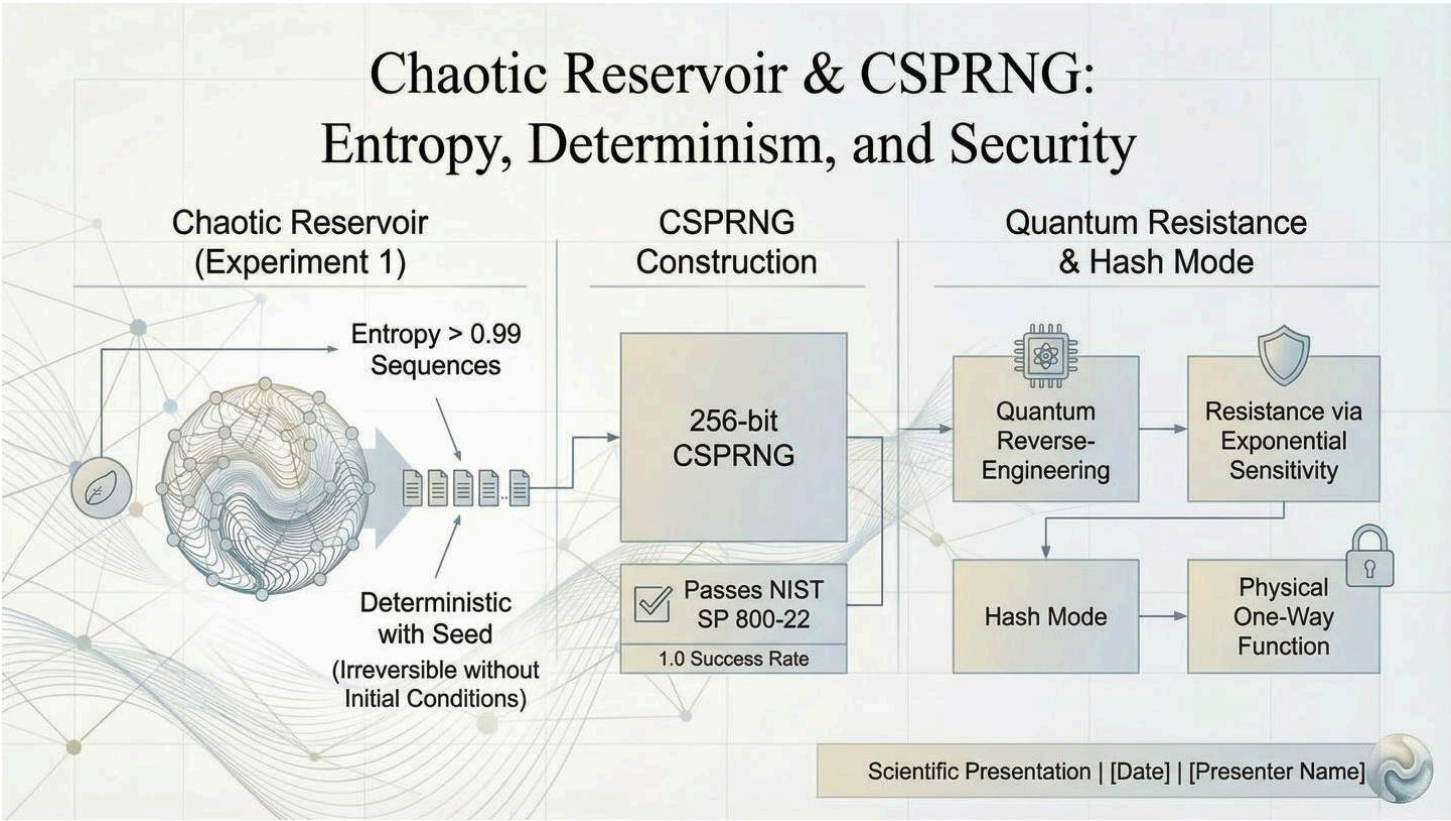 Chaotic Reservoir & CSPRNG:
Entropy, Determinism, and Security
Chaotic Reservoir
(Experiment 1)
Entropy > 0.99
Sequences
Deterministic
with Seed
(Irreversible without
Initial Conditions)
CSPRNG
Construction
256-bit
CSPRNG
Passes NIST
SP 800-22
1.0 Success Rate
Quantum Resistance
& Hash Mode
Quantum
Reverse-
Engineering
Resistance via
Exponential
Sensitivity
Hash Mode
Physical
One-Way
Function
Scientific Presentation | [Date] | [Presenter Name]